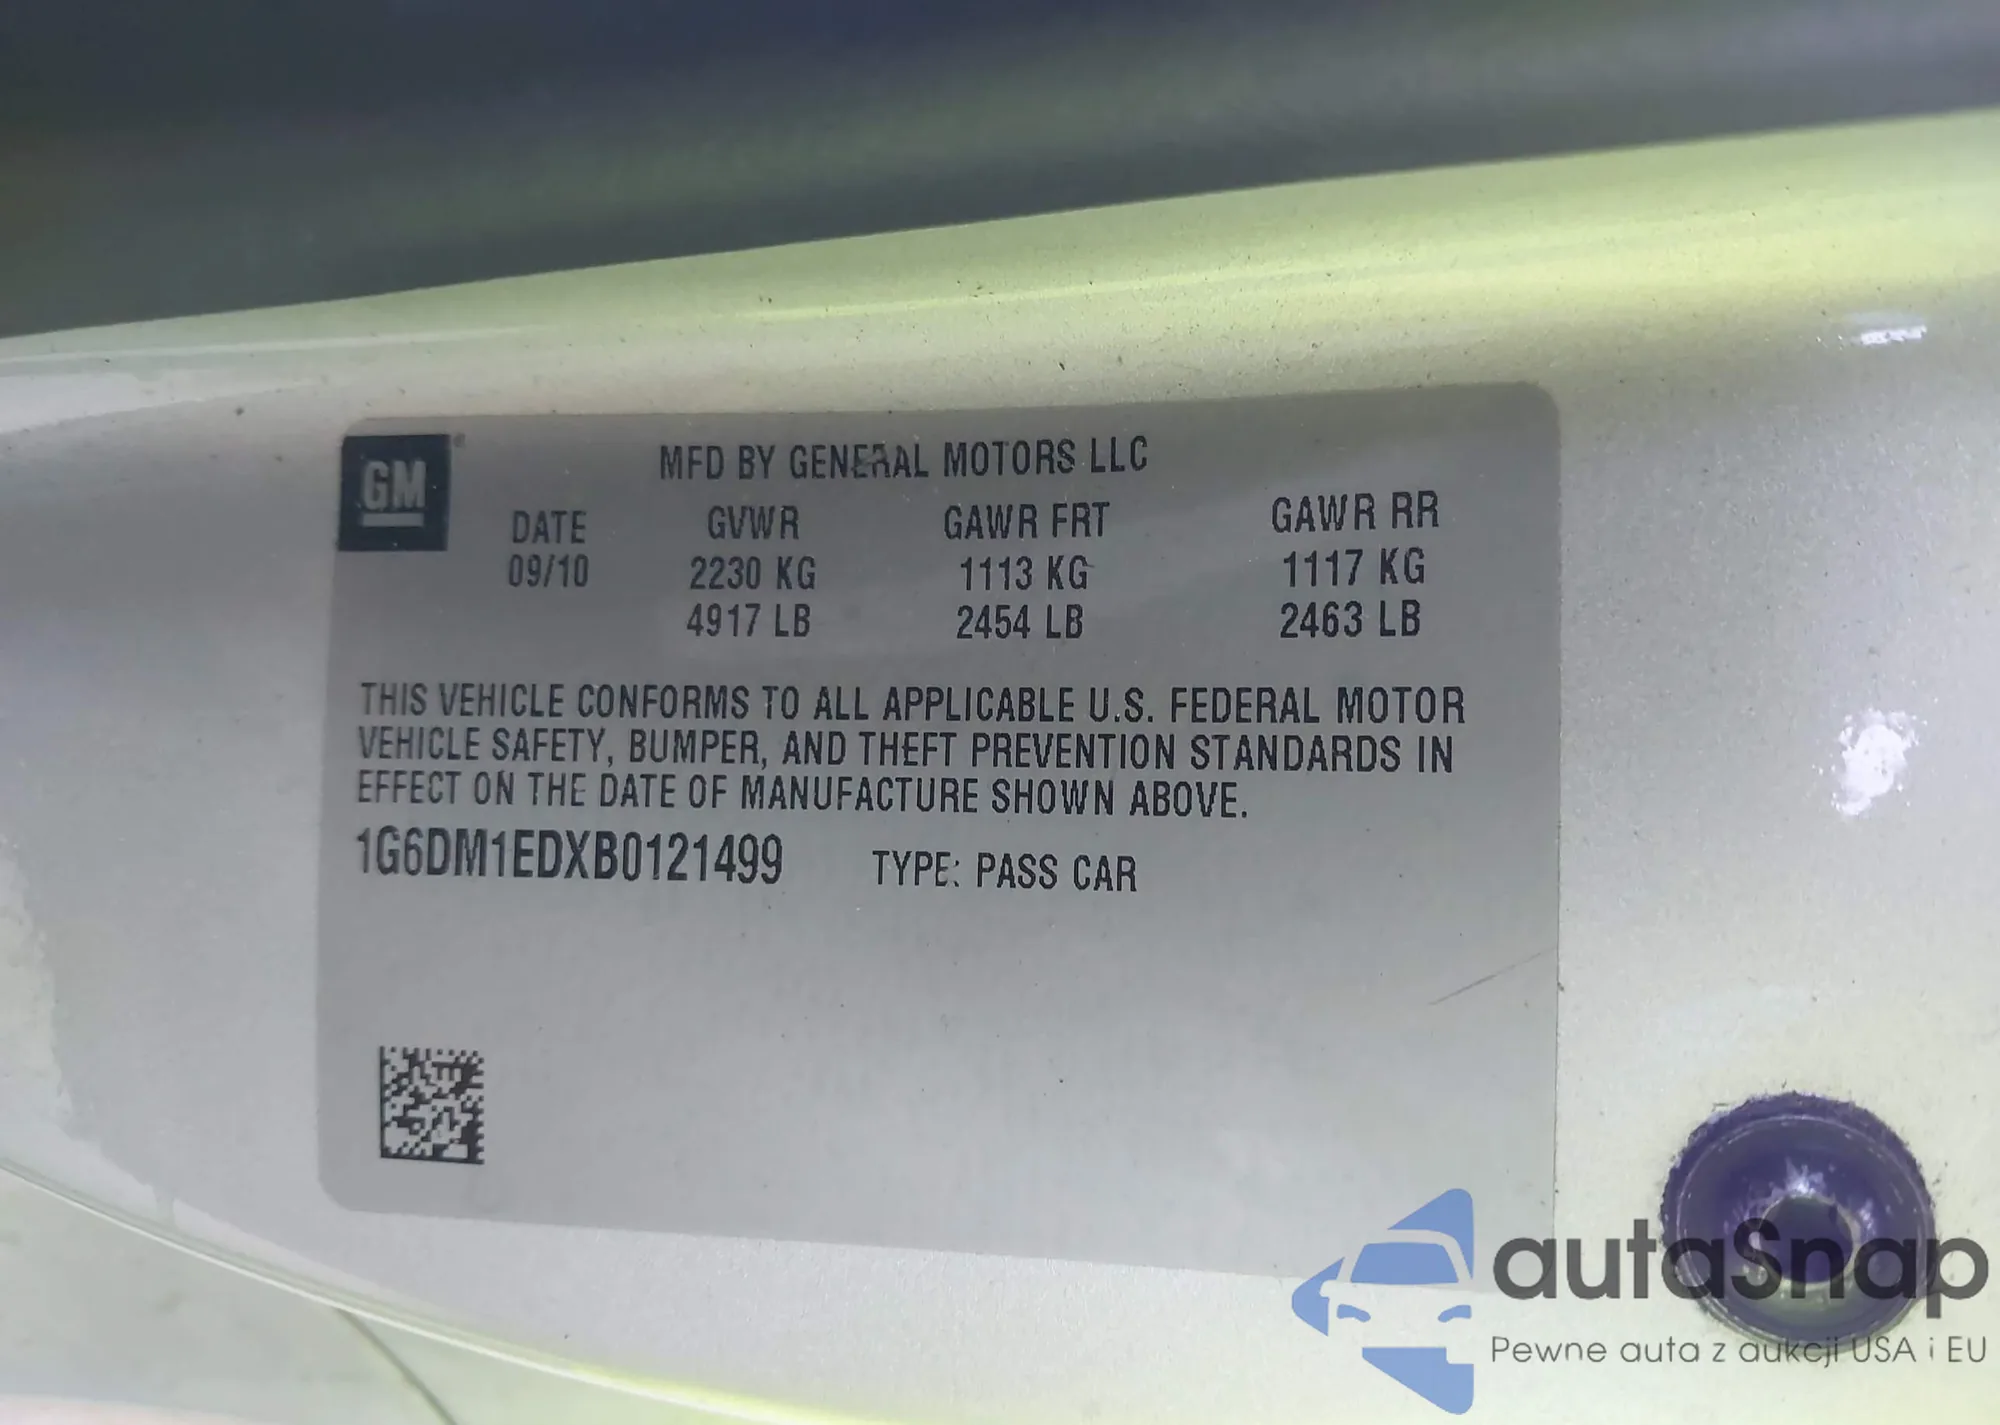 GM
MFD BY GENERAL MOTORS LLC
DATE GVWR GAWR FRT GAWR RR
09/10 2230 KG 1113 KG 1117 KG
4917 LB 2454 LB 2463 LB
THIS VEHICLE CONFORMS TO ALL APPLICABLE U.S. FEDERAL MOTOR
VEHICLE SAFETY, BUMPER, AND THEFT PREVENTION STANDARDS IN
EFFECT ON THE DATE OF MANUFACTURE SHOWN ABOVE.
1G6DM1EDXB0121499 TYPE: PASS CAR
autaSnap
Pewne auta z aukcji USA i EU